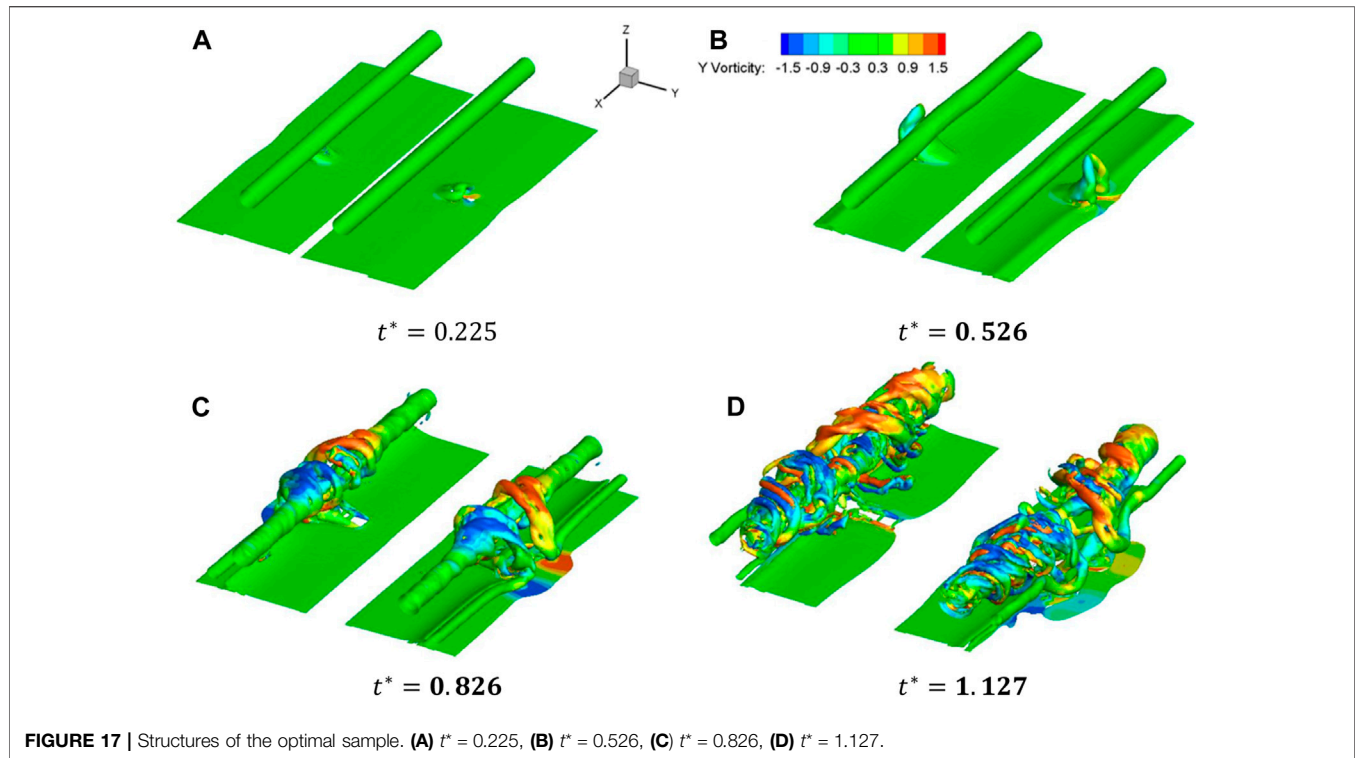 A
B
Z
X
Y
Y Vorticity: -1.5 -0.9 -0.3 0.3 0.9 1.5
t* = 0.225
t* = 0.526
C
D
t* = 0.826
t* = 1.127
FIGURE 17 | Structures of the optimal sample. (A) t* = 0.225, (B) t* = 0.526, (C) t* = 0.826, (D) t* = 1.127.